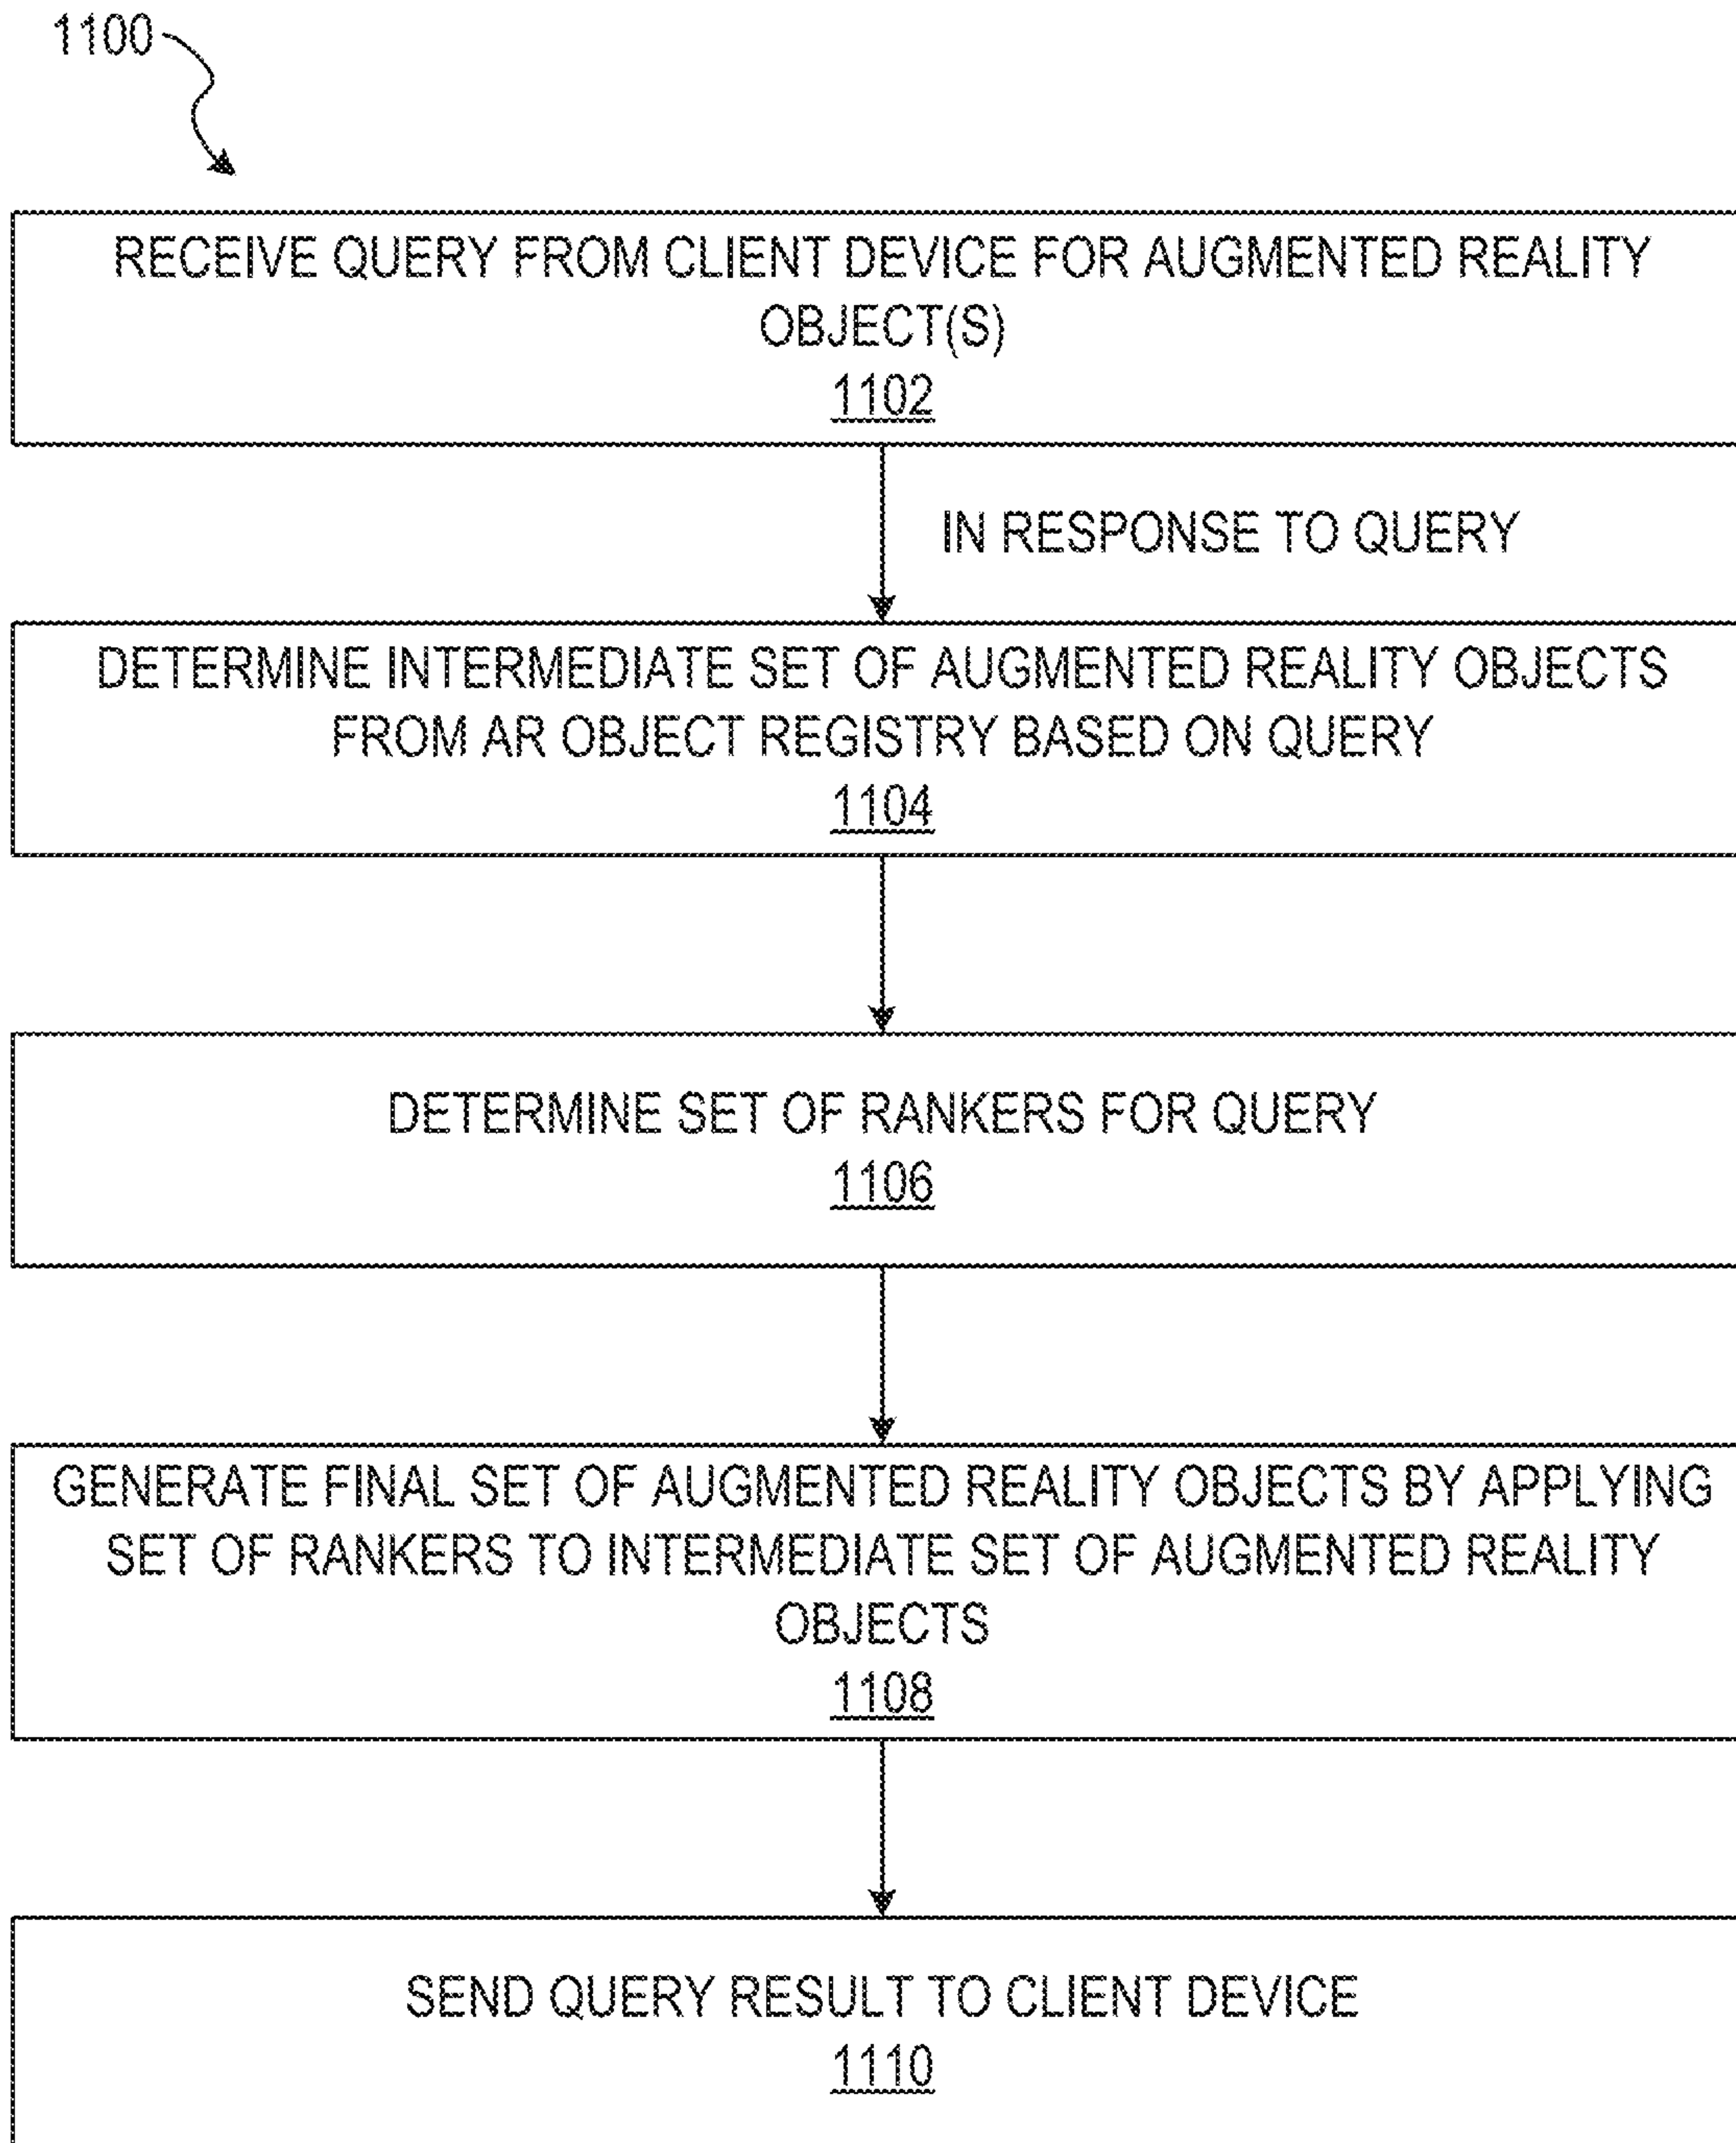 1100
RECEIVE QUERY FROM CLIENT DEVICE FOR AUGMENTED REALITY
OBJECT(S)
1102
IN RESPONSE TO QUERY
DETERMINE INTERMEDIATE SET OF AUGMENTED REALITY OBJECTS
FROM AR OBJECT REGISTRY BASED ON QUERY
1104
DETERMINE SET OF RANKERS FOR QUERY
1106
GENERATE FINAL SET OF AUGMENTED REALITY OBJECTS BY APPLYING
SET OF RANKERS TO INTERMEDIATE SET OF AUGMENTED REALITY
OBJECTS
1108
SEND QUERY RESULT TO CLIENT DEVICE
1110